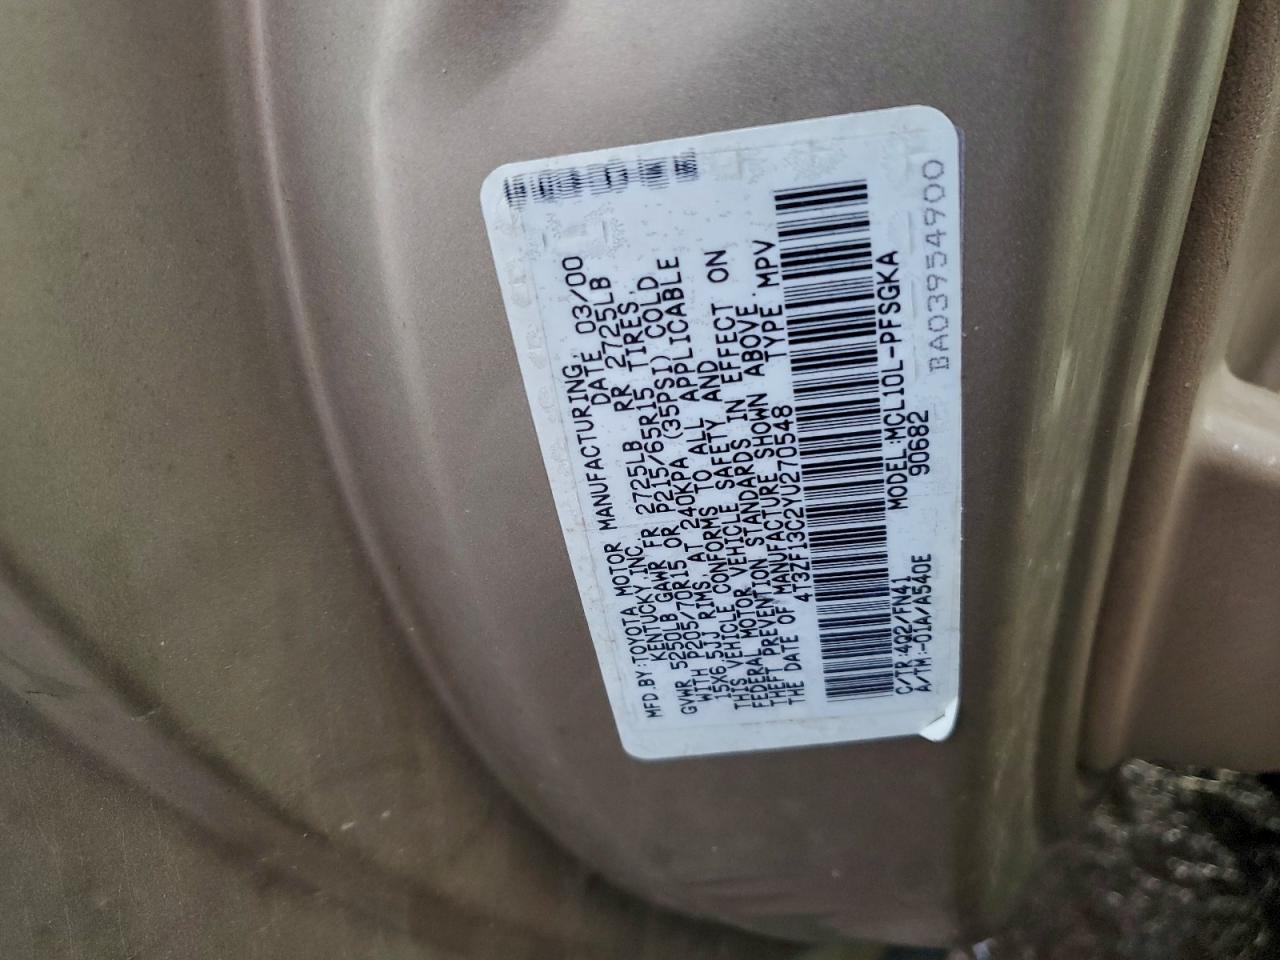 MFD.BY:TOYOTA MOTOR MANUFACTURING,
KENTUCKY,INC. DATE 03/00
GVWR 5250LB GAWR FR 2725LB RR 2725LB
WITH P205/70R15 OR P215/65R15 TIRES,
15X6.5JJ RIMS, AT 240KPA (35PSI) COLD
THIS VEHICLE CONFORMS TO ALL APPLICABLE
FEDERAL MOTOR VEHICLE SAFETY AND
THEFT PREVENTION STANDARDS IN EFFECT ON
THE DATE OF MANUFACTURE SHOWN ABOVE.
4T3ZF13C2YU270548 TYPE MPV
MODEL:MCL10L-PFSGKA
C/TR:4Q2/FN41 90682
A/TM:-01A/A540E
BA03954900